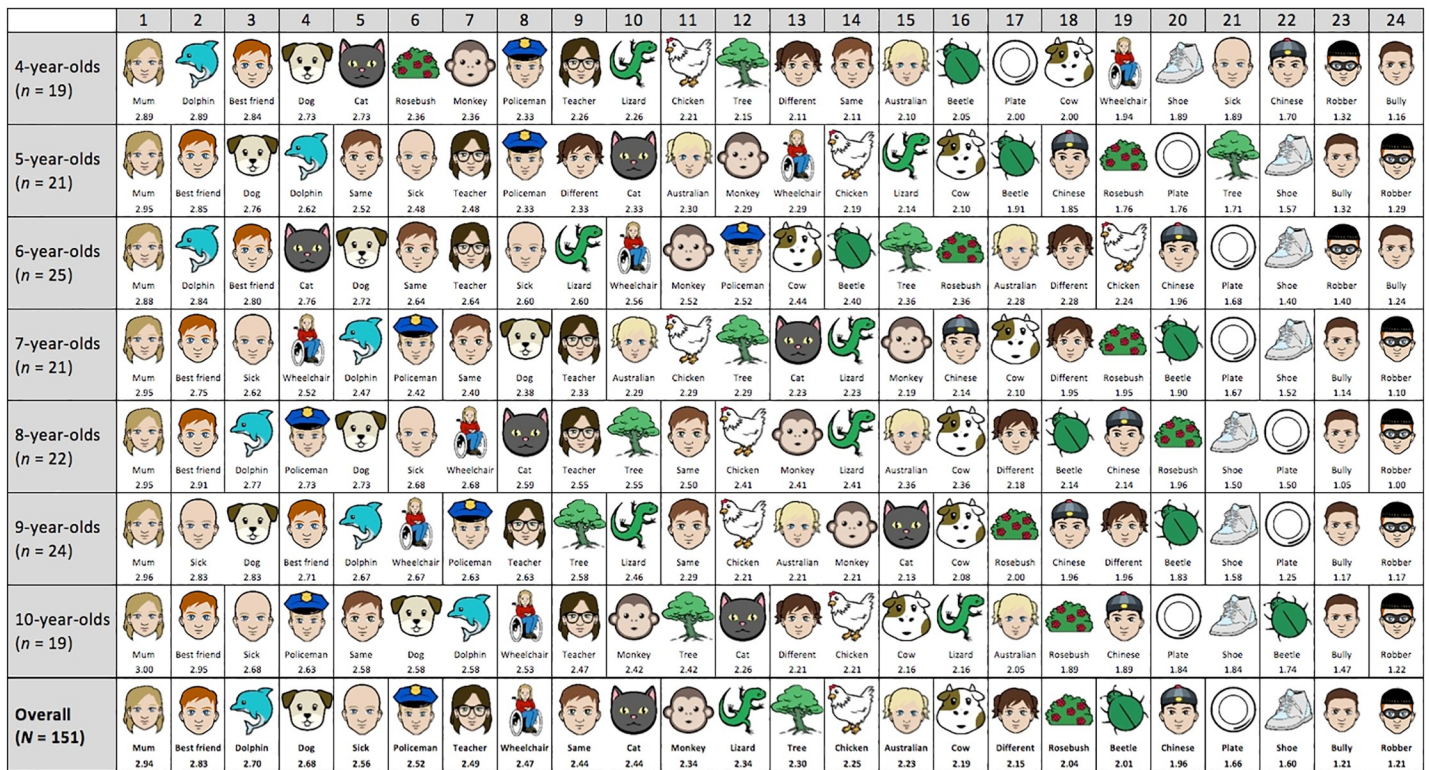 1 2 3 4 5 6 7 8 9 10 11 12 13 14 15 16 17 18 19 20 21 22 23 24
4-year-olds
(n = 19)
Mum Dolphin Best friend Dog Cat Rosebush Monkey Policeman Teacher Lizard Chicken Tree Different Same Australian Beetle Plate Cow Wheelchair Shoe Sick Chinese Robber Bully
2.89 2.89 2.84 2.73 2.73 2.36 2.36 2.33 2.26 2.26 2.21 2.15 2.11 2.11 2.10 2.05 2.00 2.00 1.94 1.89 1.89 1.70 1.32 1.16
5-year-olds
(n = 21)
Mum Best friend Dog Dolphin Same Sick Teacher Policeman Different Cat Australian Monkey Wheelchair Chicken Lizard Cow Beetle Chinese Rosebush Plate Tree Shoe Bully Robber
2.95 2.85 2.76 2.62 2.52 2.48 2.48 2.33 2.33 2.33 2.30 2.29 2.29 2.19 2.14 2.10 1.91 1.85 1.76 1.76 1.71 1.57 1.32 1.29
6-year-olds
(n = 25)
Mum Dolphin Best friend Cat Dog Same Teacher Sick Lizard Wheelchair Monkey Policeman Cow Beetle Tree Rosebush Australian Different Chicken Chinese Plate Shoe Robber Bully
2.88 2.84 2.80 2.76 2.72 2.64 2.64 2.60 2.60 2.56 2.52 2.52 2.44 2.40 2.36 2.36 2.28 2.28 2.24 1.96 1.68 1.40 1.40 1.24
7-year-olds
(n = 21)
Mum Best friend Sick Wheelchair Dolphin Policeman Same Dog Teacher Australian Chicken Tree Cat Lizard Monkey Chinese Cow Different Rosebush Beetle Plate Shoe Bully Robber
2.95 2.75 2.62 2.52 2.47 2.42 2.40 2.38 2.33 2.29 2.29 2.29 2.23 2.23 2.19 2.14 2.10 1.95 1.95 1.90 1.67 1.52 1.14 1.10
8-year-olds
(n = 22)
Mum Best friend Dolphin Policeman Dog Sick Wheelchair Cat Teacher Tree Same Chicken Monkey Lizard Australian Cow Different Beetle Chinese Rosebush Shoe Plate Bully Robber
2.95 2.91 2.77 2.73 2.73 2.68 2.68 2.59 2.55 2.55 2.50 2.41 2.41 2.41 2.36 2.36 2.18 2.14 2.14 1.96 1.50 1.50 1.05 1.00
9-year-olds
(n = 24)
Mum Sick Dog Best friend Dolphin Wheelchair Policeman Teacher Tree Lizard Same Chicken Australian Monkey Cat Cow Rosebush Chinese Different Beetle Shoe Plate Bully Robber
2.96 2.83 2.83 2.71 2.67 2.67 2.63 2.63 2.58 2.46 2.29 2.21 2.21 2.21 2.13 2.08 2.00 1.96 1.96 1.83 1.58 1.25 1.17 1.17
10-year-olds
(n = 19)
Mum Best friend Sick Policeman Same Dog Dolphin Wheelchair Teacher Monkey Tree Cat Different Chicken Cow Lizard Australian Rosebush Chinese Plate Shoe Beetle Bully Robber
3.00 2.95 2.68 2.63 2.58 2.58 2.58 2.53 2.47 2.42 2.42 2.26 2.21 2.21 2.16 2.16 2.05 1.89 1.89 1.84 1.84 1.74 1.47 1.22
Overall
(N = 151)
Mum Best friend Dolphin Dog Sick Policeman Teacher Wheelchair Same Cat Monkey Lizard Tree Chicken Australian Cow Different Rosebush Beetle Chinese Plate Shoe Bully Robber
2.94 2.83 2.70 2.68 2.56 2.52 2.49 2.47 2.44 2.44 2.34 2.34 2.30 2.25 2.23 2.19 2.15 2.04 2.01 1.96 1.66 1.60 1.21 1.21